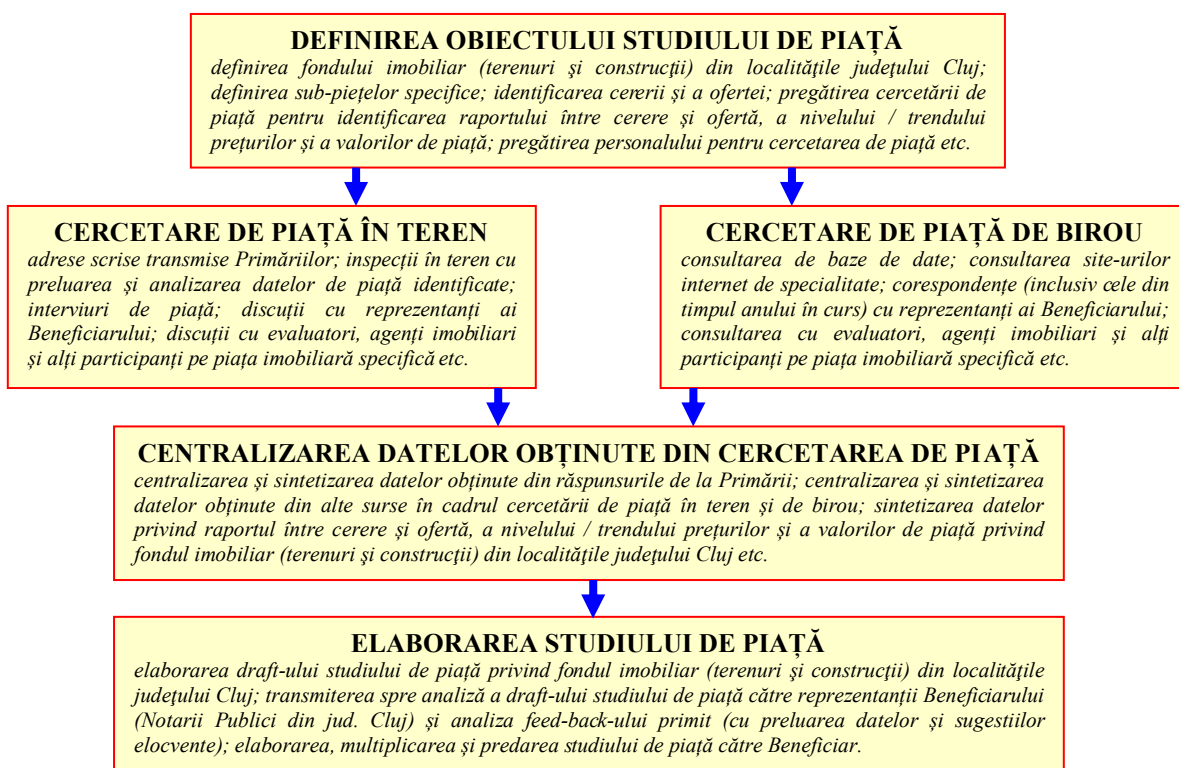 DEFINIREA OBIECTULUI STUDIULUI DE PIAȚĂ
definirea fondului imobiliar (terenuri şi construcţii) din localităţile judeţului Cluj;
definirea sub-piețelor specifice; identificarea cererii și a ofertei; pregătirea cercetării de
piață pentru identificarea raportului între cerere și ofertă, a nivelului / trendului
prețurilor și a valorilor de piață; pregătirea personalului pentru cercetarea de piață etc.
CERCETARE DE PIAȚĂ ÎN TEREN
adrese scrise transmise Primăriilor; inspecții în teren cu
preluarea și analizarea datelor de piață identificate;
interviuri de piață; discuții cu reprezentanți ai
Beneficiarului; discuții cu evaluatori, agenți imobiliari
și alți participanți pe piața imobiliară specifică etc.
CERCETARE DE PIAȚĂ DE BIROU
consultarea de baze de date; consultarea site-urilor
internet de specialitate; corespondențe (inclusiv cele din
timpul anului în curs) cu reprezentanți ai Beneficiarului;
consultarea cu evaluatori, agenți imobiliari și alți
participanți pe piața imobiliară specifică etc.
CENTRALIZAREA DATELOR OBȚINUTE DIN CERCETAREA DE PIAȚĂ
centralizarea și sintetizarea datelor obținute din răspunsurile de la Primării; centralizarea și sintetizarea
datelor obținute din alte surse în cadrul cercetării de piață în teren și de birou; sintetizarea datelor
privind raportul între cerere și ofertă, a nivelului / trendului prețurilor și a valorilor de piață privind
fondul imobiliar (terenuri şi construcţii) din localităţile judeţului Cluj etc.
ELABORAREA STUDIULUI DE PIAȚĂ
elaborarea draft-ului studiului de piață privind fondul imobiliar (terenuri şi construcţii) din localităţile
judeţului Cluj; transmiterea spre analiză a draft-ului studiului de piață către reprezentanții Beneficiarului
(Notarii Publici din jud. Cluj) și analiza feed-back-ului primit (cu preluarea datelor și sugestiilor
elocvente); elaborarea, multiplicarea și predarea studiului de piață către Beneficiar.